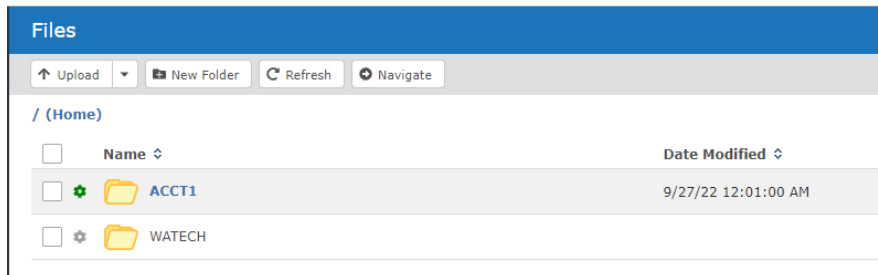 Files
Upload New Folder Refresh Navigate
/ (Home)
Name Date Modified
ACCT1 9/27/22 12:01:00 AM
WATECH